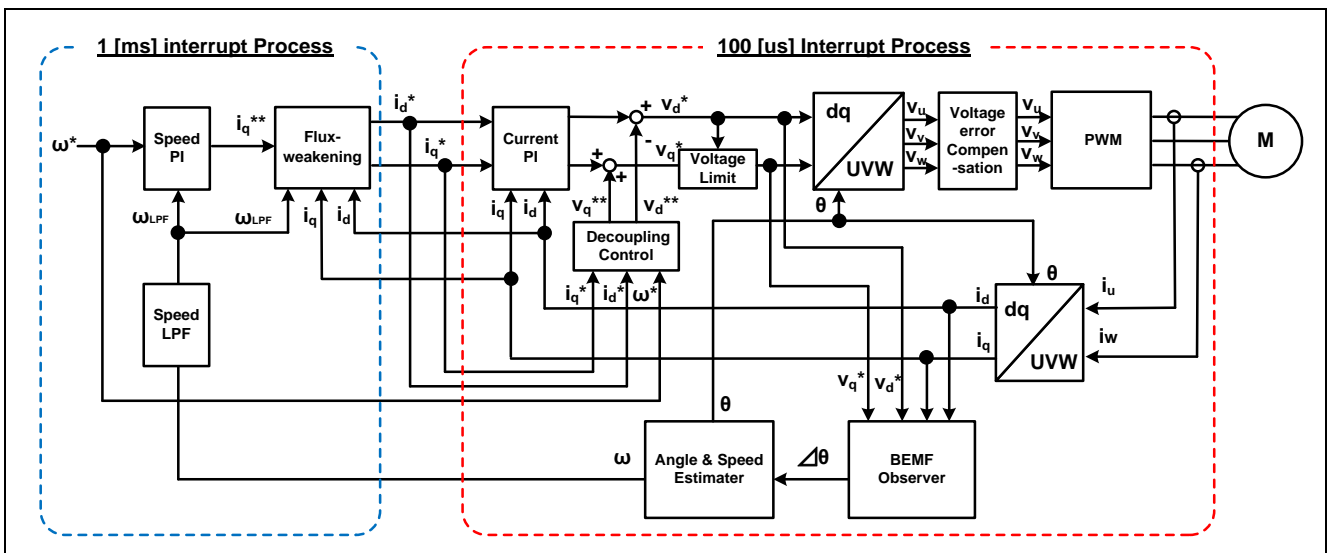 1 [ms] interrupt Process
100 [us] Interrupt Process
ω*
Speed
PI
iq**
Flux-
weakening
id*
iq*
Current
PI
+
-
vd*
+
+
vq*
Voltage
Limit
dq
UVW
vu
vv
vw
Voltage
error
Compen
-sation
vu
vv
vw
PWM
M
ωLPF
ωLPF
iq
id
iq
id
vq**
vd**
θ
Decoupling
Control
iq*
id*
ω*
θ
Speed
LPF
id
iq
dq
UVW
iu
iw
vq*
vd*
θ
ω
Angle & Speed
Estimater
⊿θ
BEMF
Observer